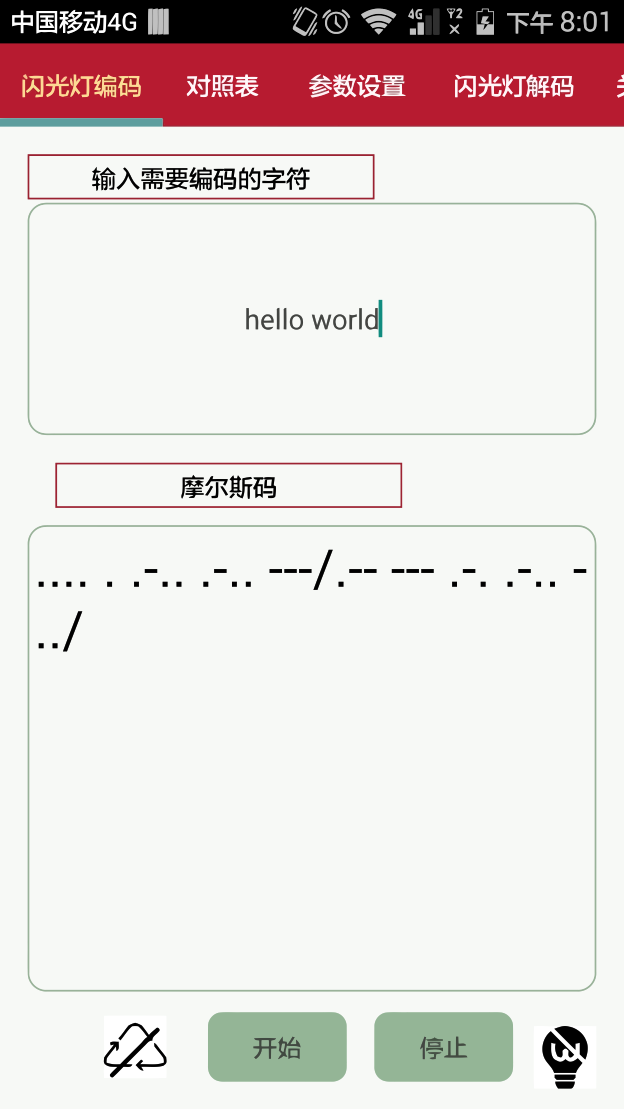 中国移动4G 4G 2 下午 8:01
闪光灯编码 对照表 参数设置 闪光灯解码
输入需要编码的字符
hello world
摩尔斯码
.... . .-.. .-.. ---/.-- --- .-. .-.. -
../
开始 停止